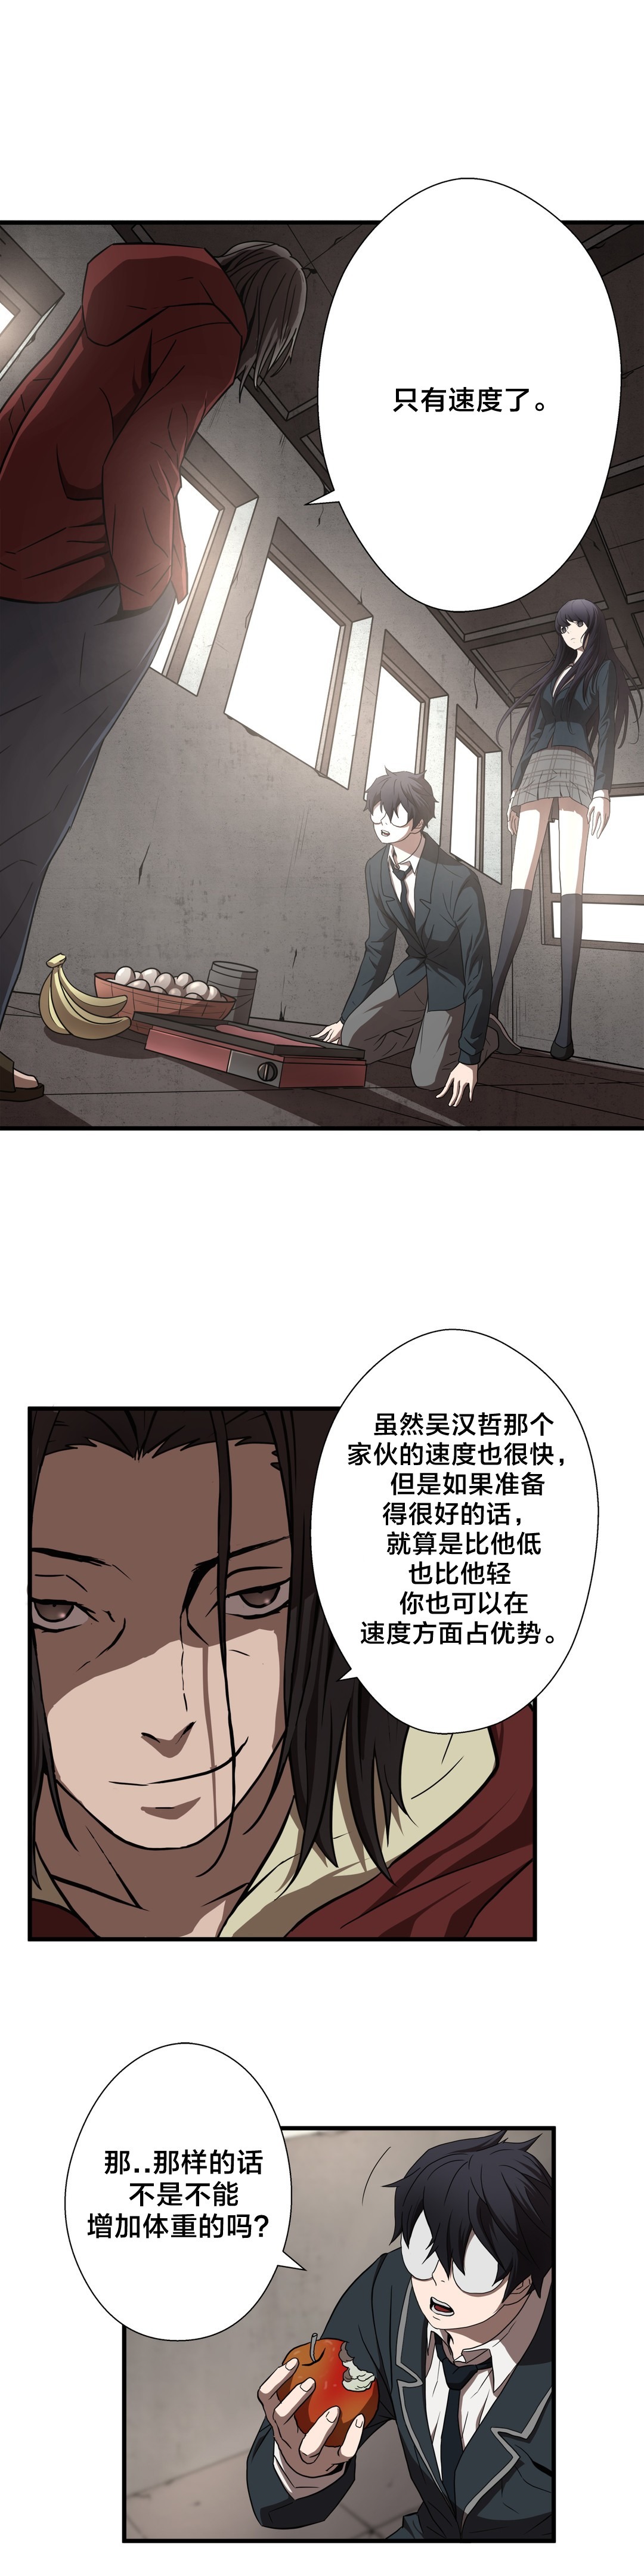 只有速度了。
虽然吴汉哲那个
家伙的速度也很快，
但是如果准备
得很好的话，
就算是比他低
也比他轻
你也可以在
速度方面占优势。
那..那样的话
不是不能
增加体重的吗?